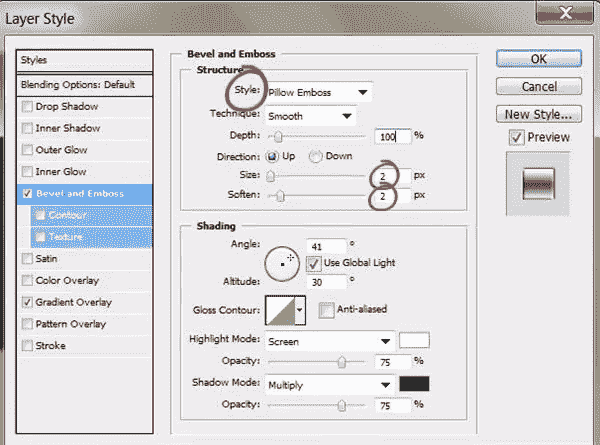 Layer Style
Styles
Blending Options: Default
Drop Shadow
Inner Shadow
Outer Glow
Inner Glow
Bevel and Emboss
Contour
Texture
Satin
Color Overlay
Gradient Overlay
Pattern Overlay
Stroke
Bevel and Emboss
Structure
Style: Pillow Emboss
Technique: Smooth
Depth: 100 %
Direction: Up Down
Size: 2 px
Soften: 2 px
Shading
Angle: 41 °
Use Global Light
Altitude: 30 °
Gloss Contour: Anti-aliased
Highlight Mode: Screen
Opacity: 75 %
Shadow Mode: Multiply
Opacity: 75 %
OK
Cancel
New Style...
Preview